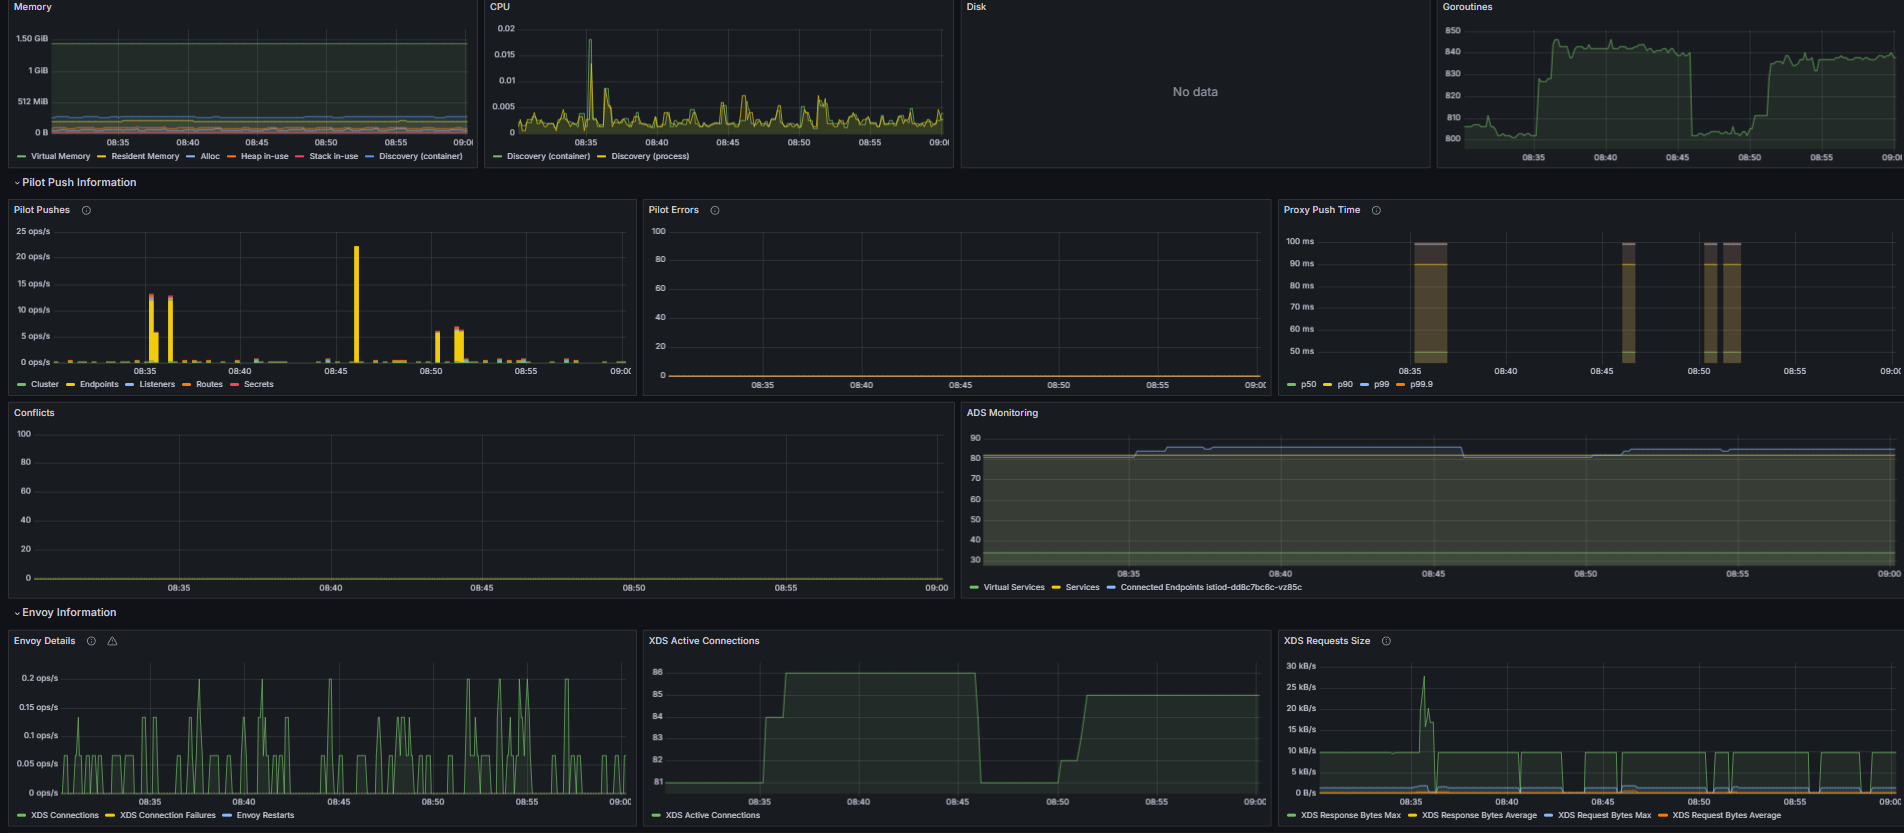 Memory
1.50 GiB
1 GiB
512 MiB
0 B
08:35 08:40 08:45 08:50 08:55 09:0
Virtual Memory Resident Memory Alloc Heap in-use Stack in-use Discovery (container)
CPU
0.02
0.015
0.01
0.005
0
08:35 08:40 08:45 08:50 08:55 09:0
Discovery (container) Discovery (process)
Disk
No data
Goroutines
850
840
830
820
810
800
08:35 08:40 08:45 08:50 08:55 09:00
Pilot Push Information
Pilot Pushes
25 ops/s
20 ops/s
15 ops/s
10 ops/s
5 ops/s
0 ops/s
08:35 08:40 08:45 08:50 08:55 09:00
Cluster Endpoints Listeners Routes Secrets
Pilot Errors
100
80
60
40
20
0
08:35 08:40 08:45 08:50 08:55 09:00
Proxy Push Time
100 ms
90 ms
80 ms
70 ms
60 ms
50 ms
08:35 08:40 08:45 08:50 08:55 09:00
p50 p90 p99 p99.9
Conflicts
100
80
60
40
20
0
08:35 08:40 08:45 08:50 08:55 09:00
ADS Monitoring
90
80
70
60
50
40
30
08:35 08:40 08:45 08:50 08:55 09:00
Virtual Services Services Connected Endpoints istiod-dd8c7bc6c-vz85c
Envoy Information
Envoy Details
0.2 ops/s
0.15 ops/s
0.1 ops/s
0.05 ops/s
0 ops/s
08:35 08:40 08:45 08:50 08:55 09:00
XDS Connections XDS Connection Failures Envoy Restarts
XDS Active Connections
86
85
84
83
82
81
08:35 08:40 08:45 08:50 08:55 09:00
XDS Active Connections
XDS Requests Size
30 kB/s
25 kB/s
20 kB/s
15 kB/s
10 kB/s
5 kB/s
0 B/s
08:35 08:40 08:45 08:50 08:55 09:00
XDS Response Bytes Max XDS Response Bytes Average XDS Request Bytes Max XDS Request Bytes Average